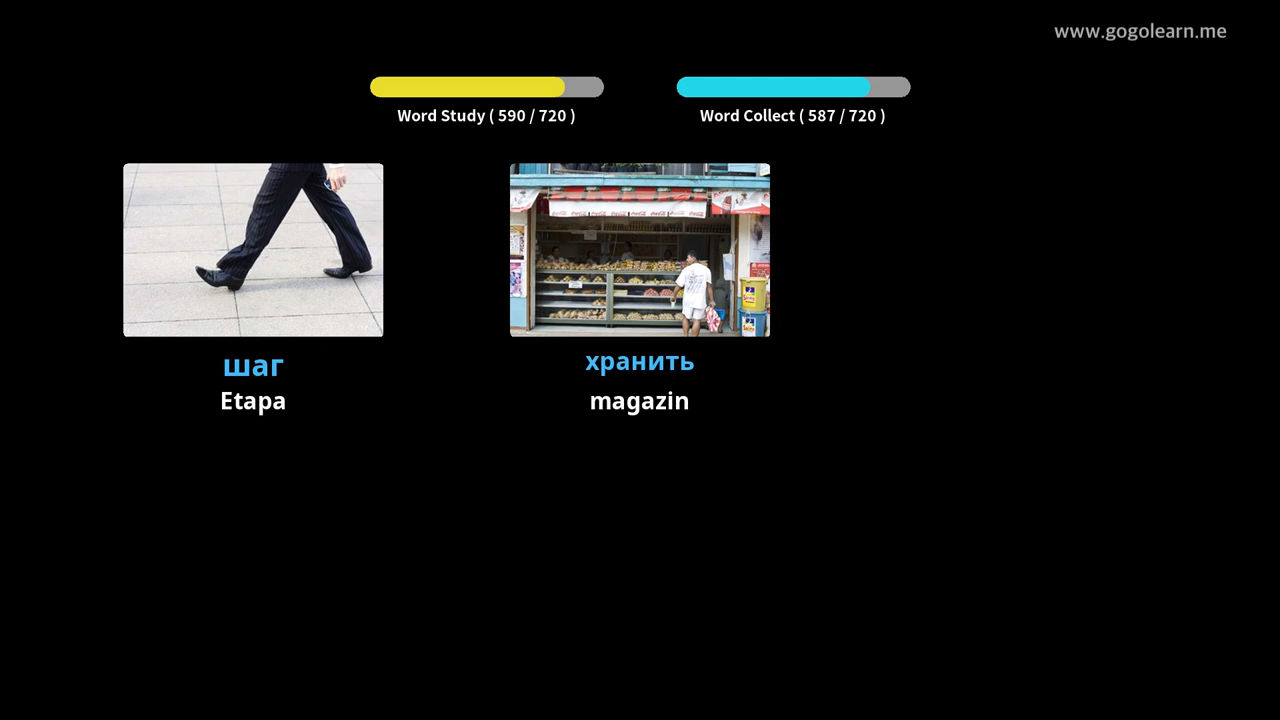 www.gogolearn.me
Word Study ( 590 / 720 )
Word Collect ( 587 / 720 )
шаг
Etapa
хранить
magazin